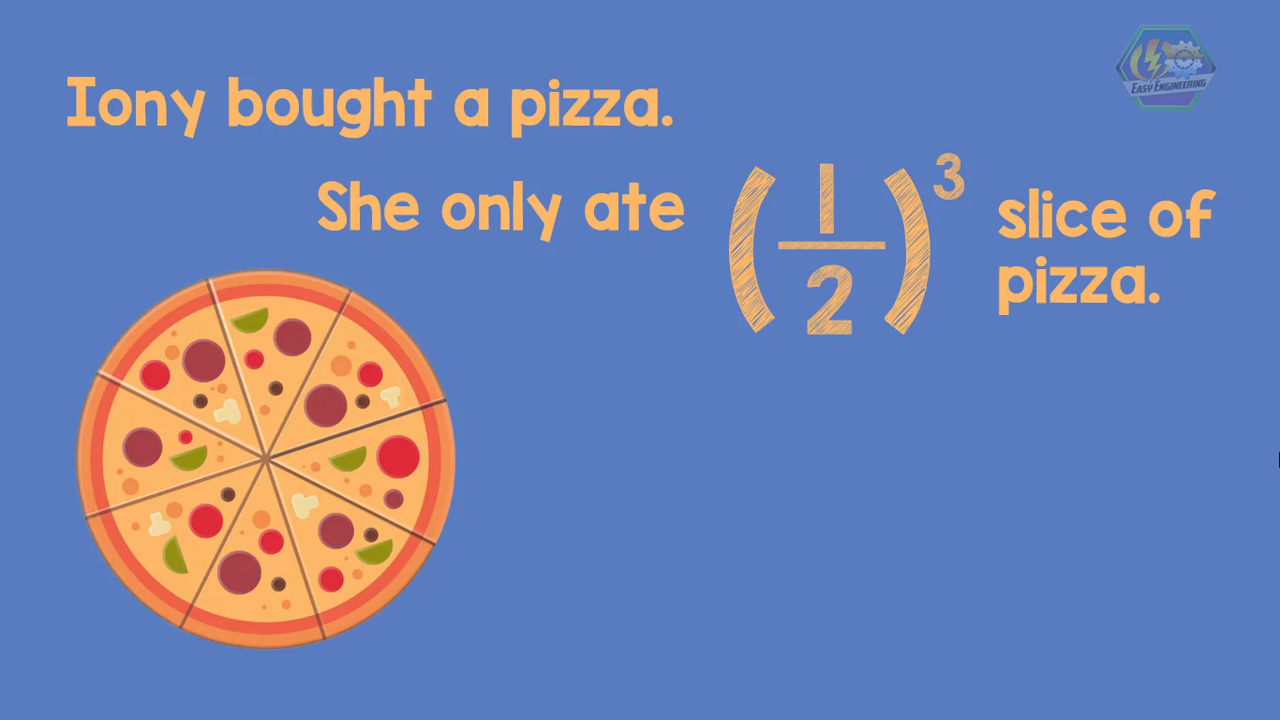 Iony bought a pizza.
She only ate (1/2)³ slice of
pizza.
EASY ENGINEERING